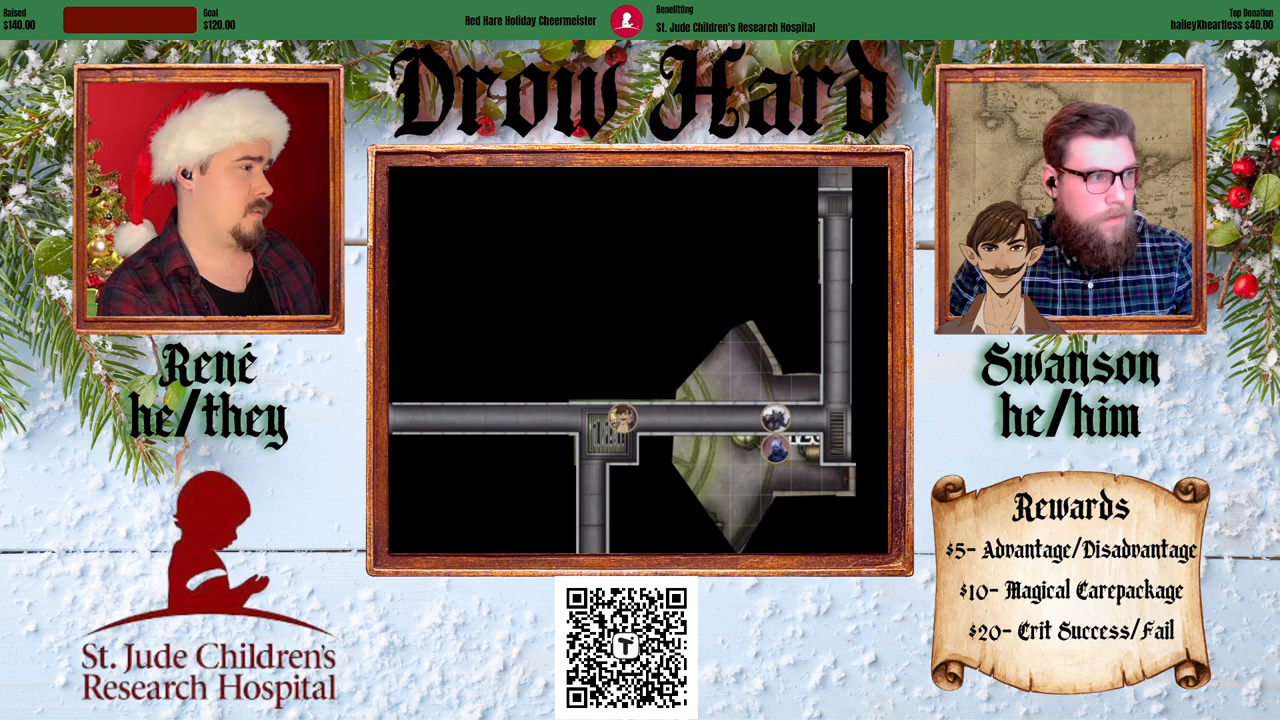 Raised
$140.00
Goal
$120.00
Red Hare Holiday Cheermeister
Benefitting
St. Jude Children's Research Hospital
Top Donation
haileyXheartless $40.00
Drow Hard
René
he/they
Swanson
he/him
St. Jude Children's
Research Hospital
T
Rewards
$5- Advantage/Disadvantage
$10- Magical Carepackage
$20- Crit Success/Fail